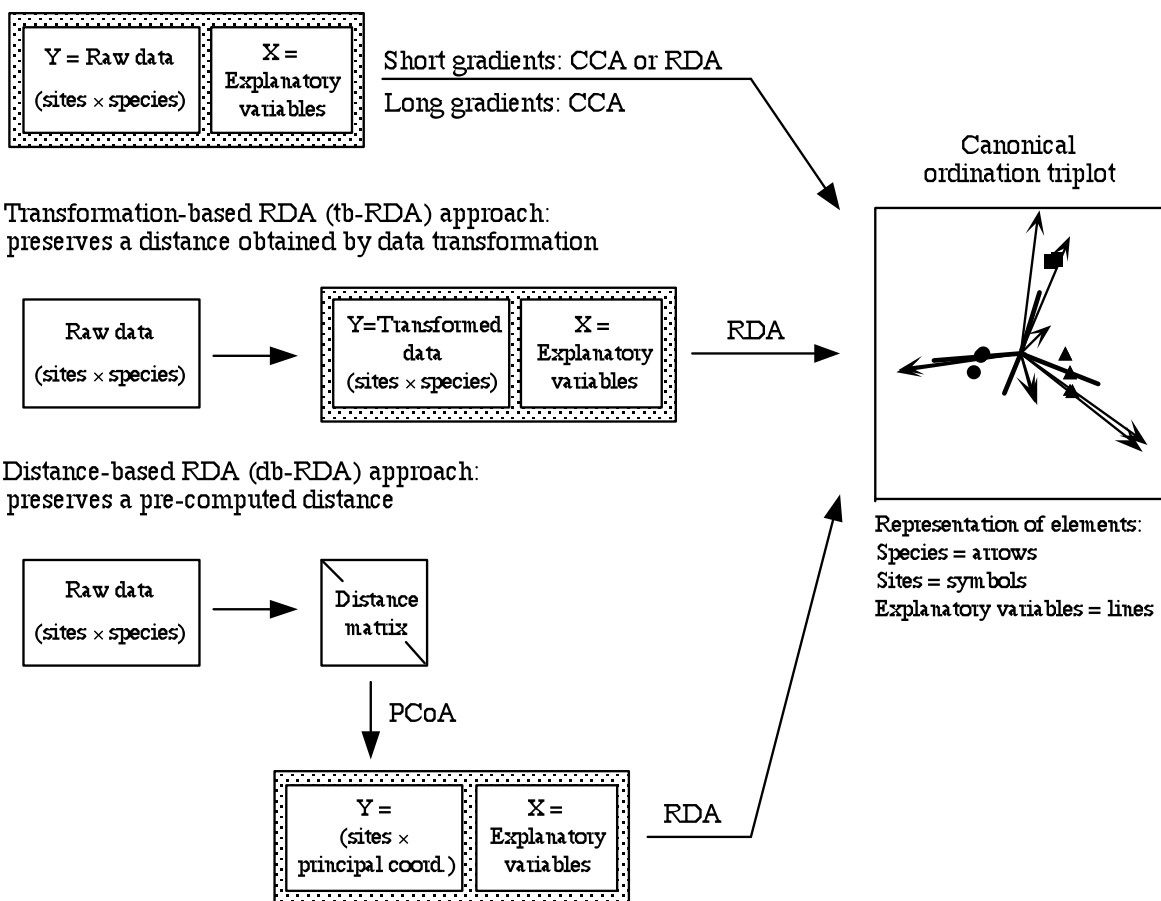 Y = Raw data
(sites × species)
X =
Explanatory
variables
Short gradients: CCA or RDA
Long gradients: CCA
Canonical
ordination triplot
Transformation-based RDA (tb-RDA) approach:
preserves a distance obtained by data transformation
Raw data
(sites × species)
Y=Transformed
data
(sites × species)
X =
Explanatory
variables
RDA
Representation of elements:
Species = arrows
Sites = symbols
Explanatory variables = lines
Distance-based RDA (db-RDA) approach:
preserves a pre-computed distance
Raw data
(sites × species)
Distance
matrix
PCoA
Y =
(sites ×
principal coord.)
X =
Explanatory
variables
RDA